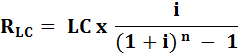 R_LC = LC x i / ((1 + i)^n − 1)